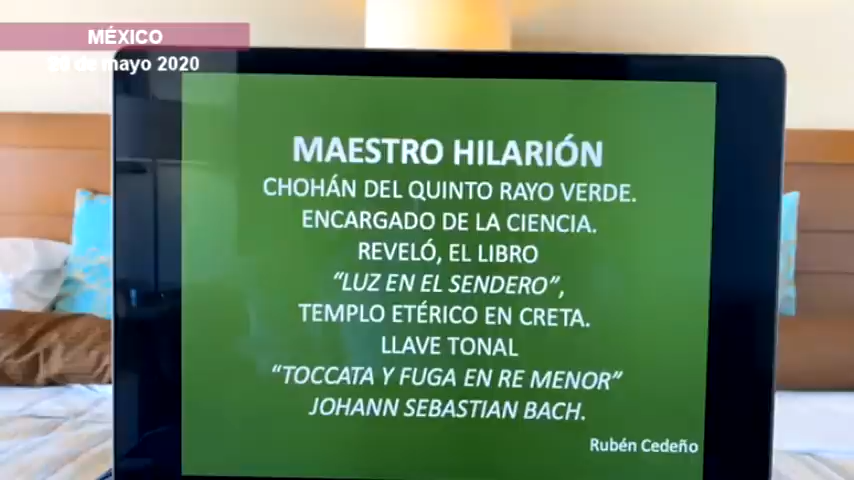 MÉXICO
de mayo 2020
MAESTRO HILARIÓN
CHOHÁN DEL QUINTO RAYO VERDE.
ENCARGADO DE LA CIENCIA.
REVELÓ, EL LIBRO
“LUZ EN EL SENDERO”,
TEMPLO ETÉRICO EN CRETA.
LLAVE TONAL
“TOCCATA Y FUGA EN RE MENOR”
JOHANN SEBASTIAN BACH.
Rubén Cedeño